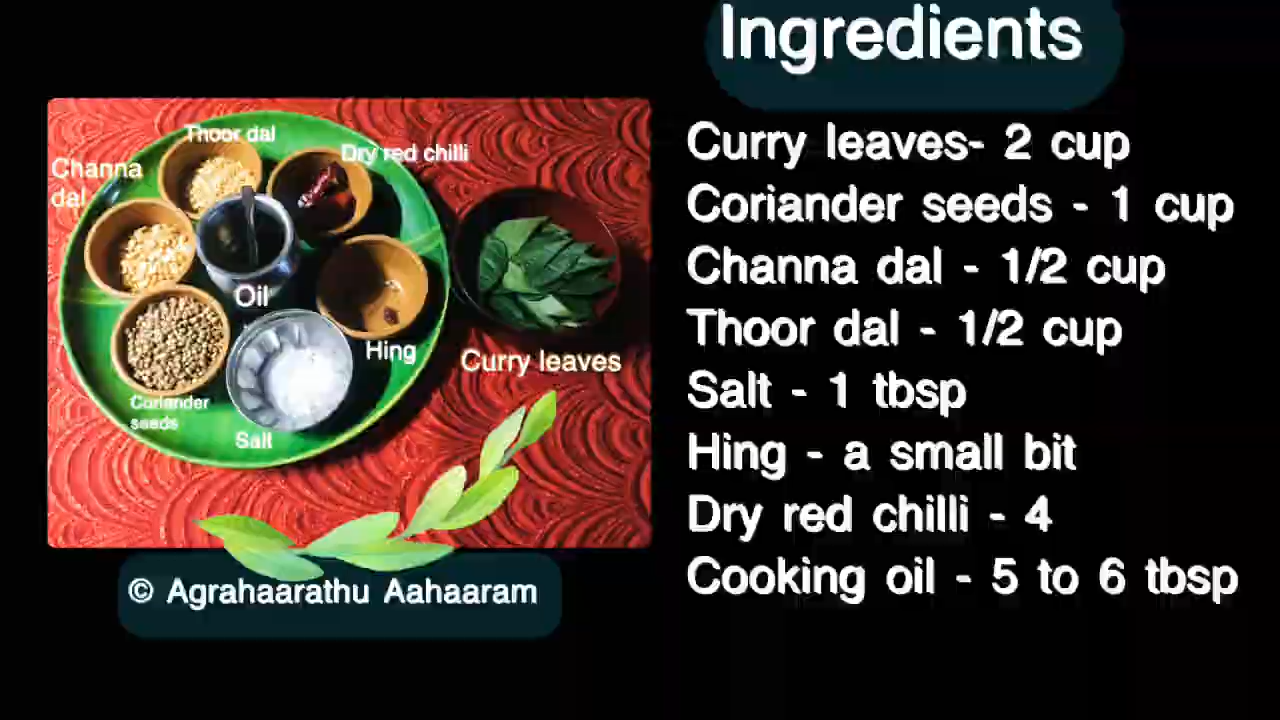 Ingredients
Thoor dal
Dry red chilli
Channa
dal
Oil
Hing
Curry leaves
Coriander
seeds
Salt
© Agrahaarathu Aahaaram
Curry leaves- 2 cup
Coriander seeds - 1 cup
Channa dal - 1/2 cup
Thoor dal - 1/2 cup
Salt - 1 tbsp
Hing - a small bit
Dry red chilli - 4
Cooking oil - 5 to 6 tbsp